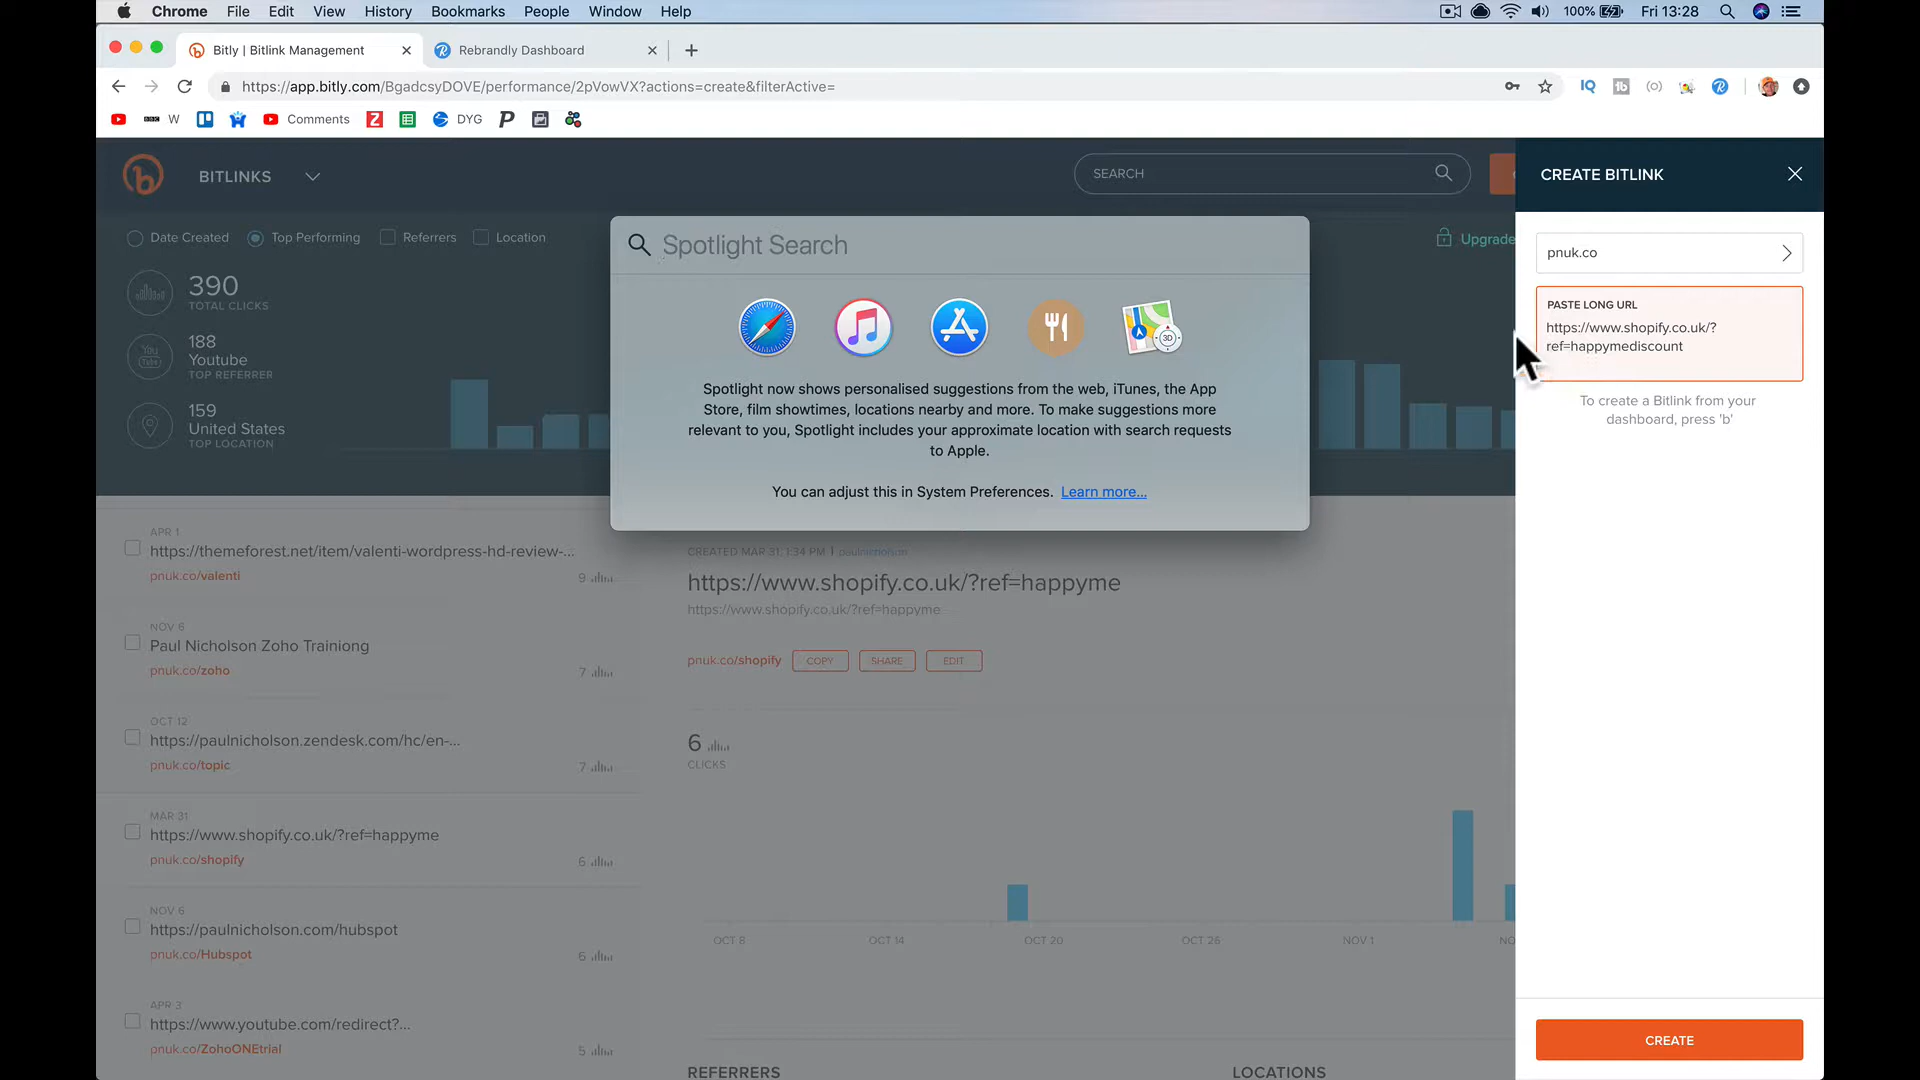 Chrome File Edit View History Bookmarks People Window Help
100% Fri 13:28
Bitly | Bitlink Management
Rebrandly Dashboard
https://app.bitly.com/BgadcsyDOVE/performance/2pVowVX?actions=create&filterActive=
IQ
BBC W Comments Z DYG P
BITLINKS
SEARCH
CREATE BITLINK
Date Created Top Performing Referrers Location
Upgrade
390
TOTAL CLICKS
188
Youtube
TOP REFERRER
159
United States
TOP LOCATION
Spotlight Search
3D
Spotlight now shows personalised suggestions from the web, iTunes, the App
Store, film showtimes, locations nearby and more. To make suggestions more
relevant to you, Spotlight includes your approximate location with search requests
to Apple.
You can adjust this in System Preferences. Learn more...
pnuk.co
PASTE LONG URL
https://www.shopify.co.uk/?
ref=happymediscount
To create a Bitlink from your
dashboard, press 'b'
CREATE
APR 1
https://themeforest.net/item/valenti-wordpress-hd-review-...
pnuk.co/valenti
9
NOV 6
Paul Nicholson Zoho Trainiong
pnuk.co/zoho
7
OCT 12
https://paulnicholson.zendesk.com/hc/en-...
pnuk.co/topic
7
MAR 31
https://www.shopify.co.uk/?ref=happyme
pnuk.co/shopify
6
NOV 6
https://paulnicholson.com/hubspot
pnuk.co/Hubspot
6
APR 3
https://www.youtube.com/redirect?...
pnuk.co/ZohoONEtrial
5
CREATED MAR 31, 1:34 PM | paulnicholson
https://www.shopify.co.uk/?ref=happyme
https://www.shopify.co.uk/?ref=happyme
pnuk.co/shopify COPY SHARE EDIT
6
CLICKS
OCT 8 OCT 14 OCT 20 OCT 26 NOV 1 NO
REFERRERS LOCATIONS